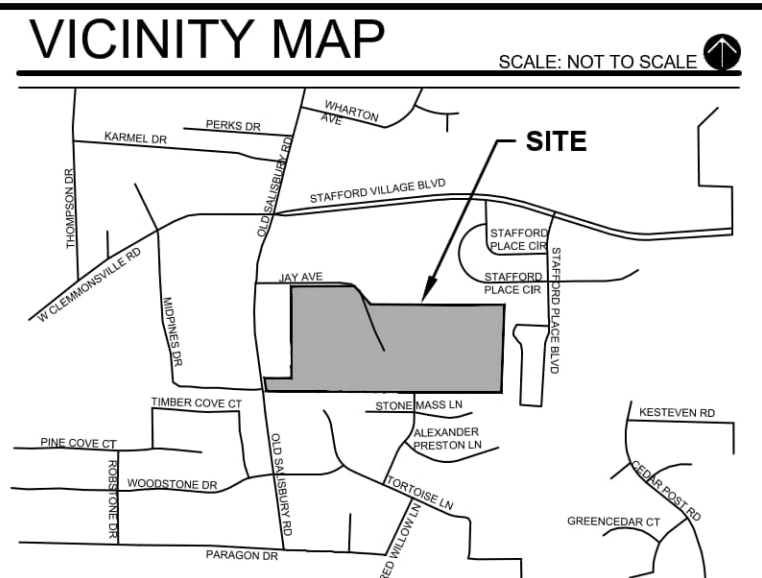 VICINITY MAP
SCALE: NOT TO SCALE
WHARTON
AVE
PERKS DR
KARMEL DR
SITE
OLD SALISBURY RD
THOMPSON DR
STAFFORD VILLAGE BLVD
STAFFORD
PLACE CIR
W CLEMMONSVILLE RD
JAY AVE
STAFFORD
PLACE CIR
STAFFORD PLACE BLVD
MIDPINES DR
TIMBER COVE CT
STONE MASS LN
KESTEVEN RD
ALEXANDER
PRESTON LN
PINE COVE CT
OLD SALISBURY RD
ROBSTONE DR
WOODSTONE DR
TORTOISE LN
CEDAR POST RD
GREENCEDAR CT
PARAGON DR
RED WILLOW LN